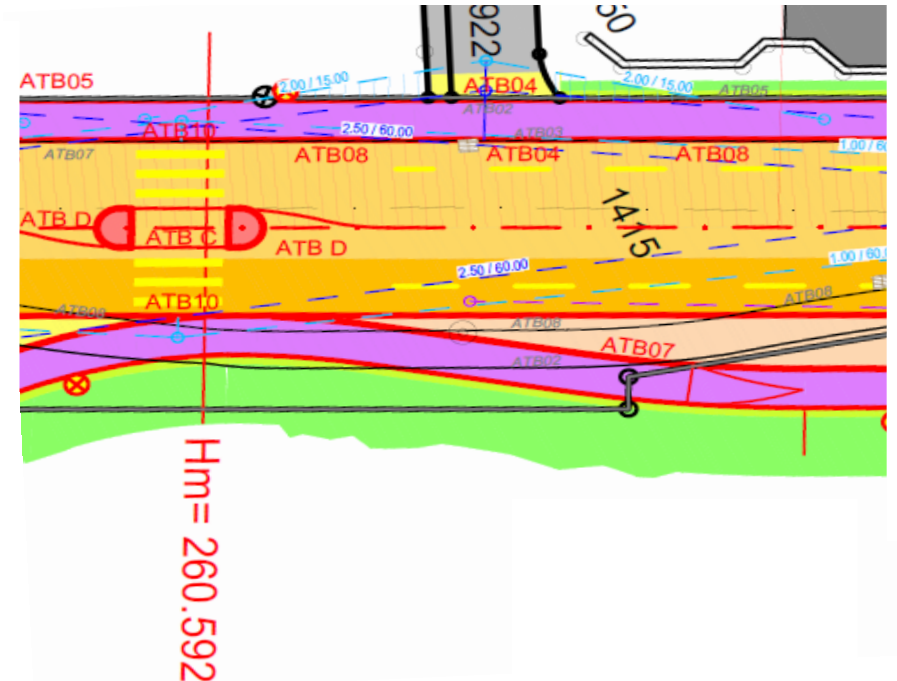 922
60
ATB05
2.00 / 15.00
ATB04
2.00 / 15.00
ATB05
ATB02
ATB10
2.50 / 60.00
ATB03
1.00 / 60
ATB07
ATB08
ATB04
ATB08
1415
ATB D
ATB C
ATB D
2.50 / 60.00
1.00 / 60.0
ATB10
ATB08
ATB08
ATB07
ATB02
Hm= 260.592